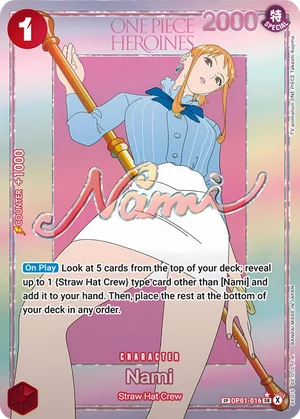 1
ONE PIECE
HEROINES
2000
特
SPECIAL
COUNTER +1000
Nami
On Play Look at 5 cards from the top of your deck; reveal
up to 1 {Straw Hat Crew} type card other than [Nami] and
add it to your hand. Then, place the rest at the bottom of
your deck in any order.
CHARACTER
Nami
Straw Hat Crew
SP OP01-016 X